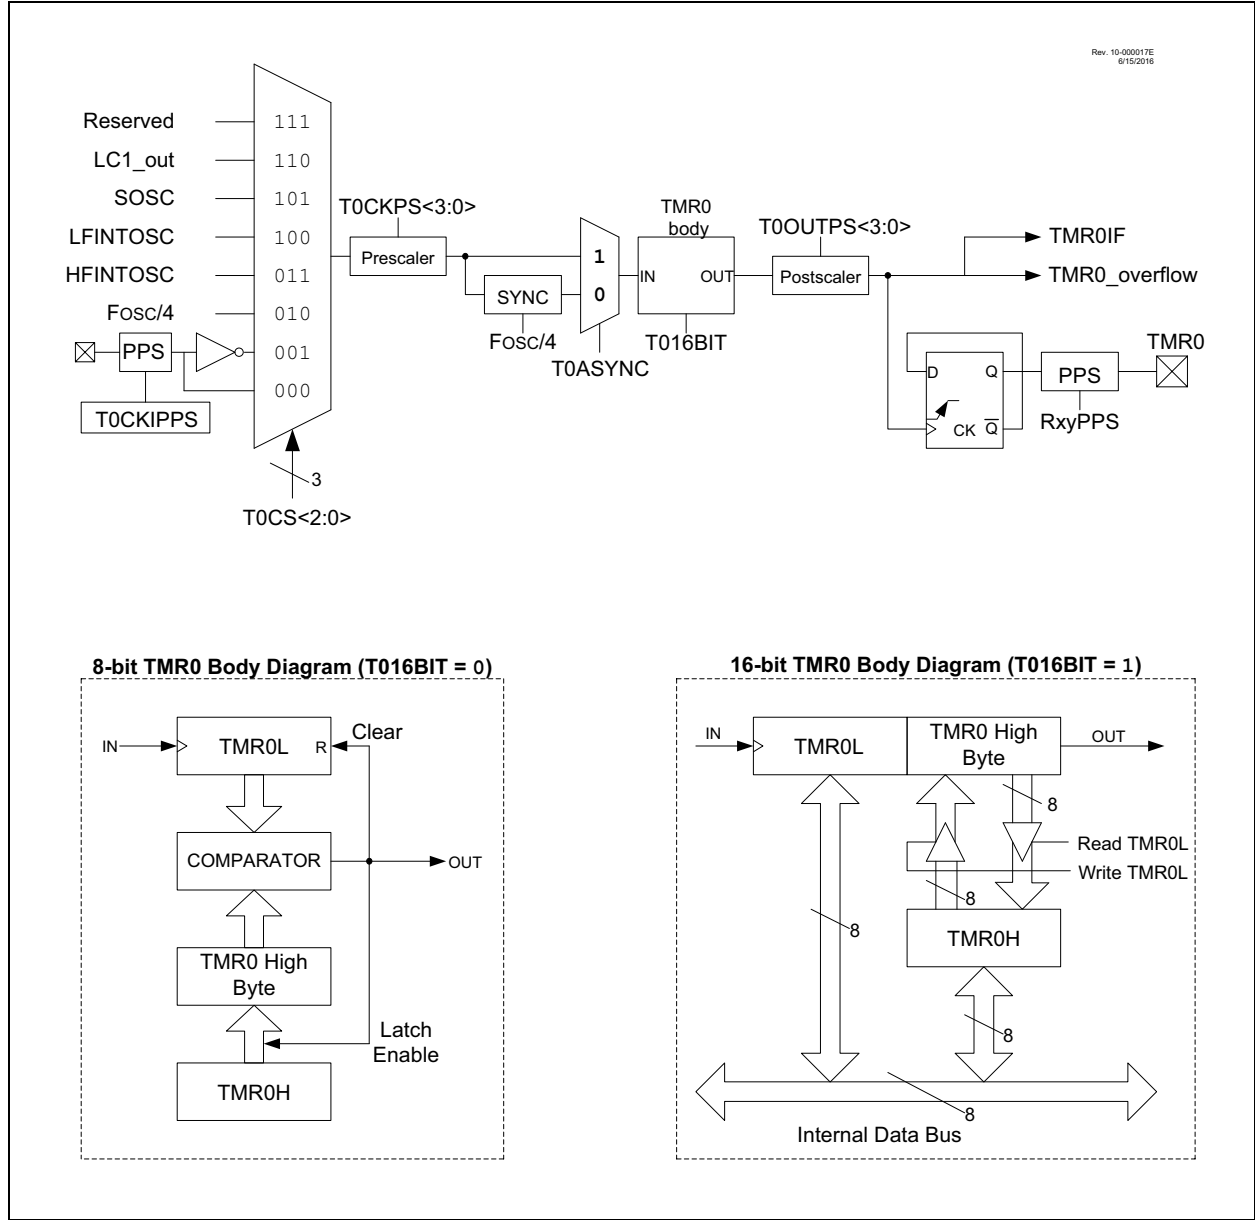 Rev. 10-000017E
6/15/2016
Reserved
111
LC1_out
110
SOSC
101
LFINTOSC
100
HFINTOSC
011
FOSC/4
010
PPS
001
000
T0CKIPPS
3
T0CS<2:0>
T0CKPS<3:0>
Prescaler
SYNC
FOSC/4
1
0
T0ASYNC
TMR0
body
IN
OUT
T016BIT
T0OUTPS<3:0>
Postscaler
TMR0IF
TMR0_overflow
D
Q
CK
Q
PPS
RxyPPS
TMR0
8-bit TMR0 Body Diagram (T016BIT = 0)
IN
TMR0L
R
Clear
COMPARATOR
OUT
TMR0 High
Byte
Latch
Enable
TMR0H
16-bit TMR0 Body Diagram (T016BIT = 1)
IN
TMR0L
TMR0 High
Byte
OUT
8
Read TMR0L
Write TMR0L
8
8
TMR0H
8
8
Internal Data Bus